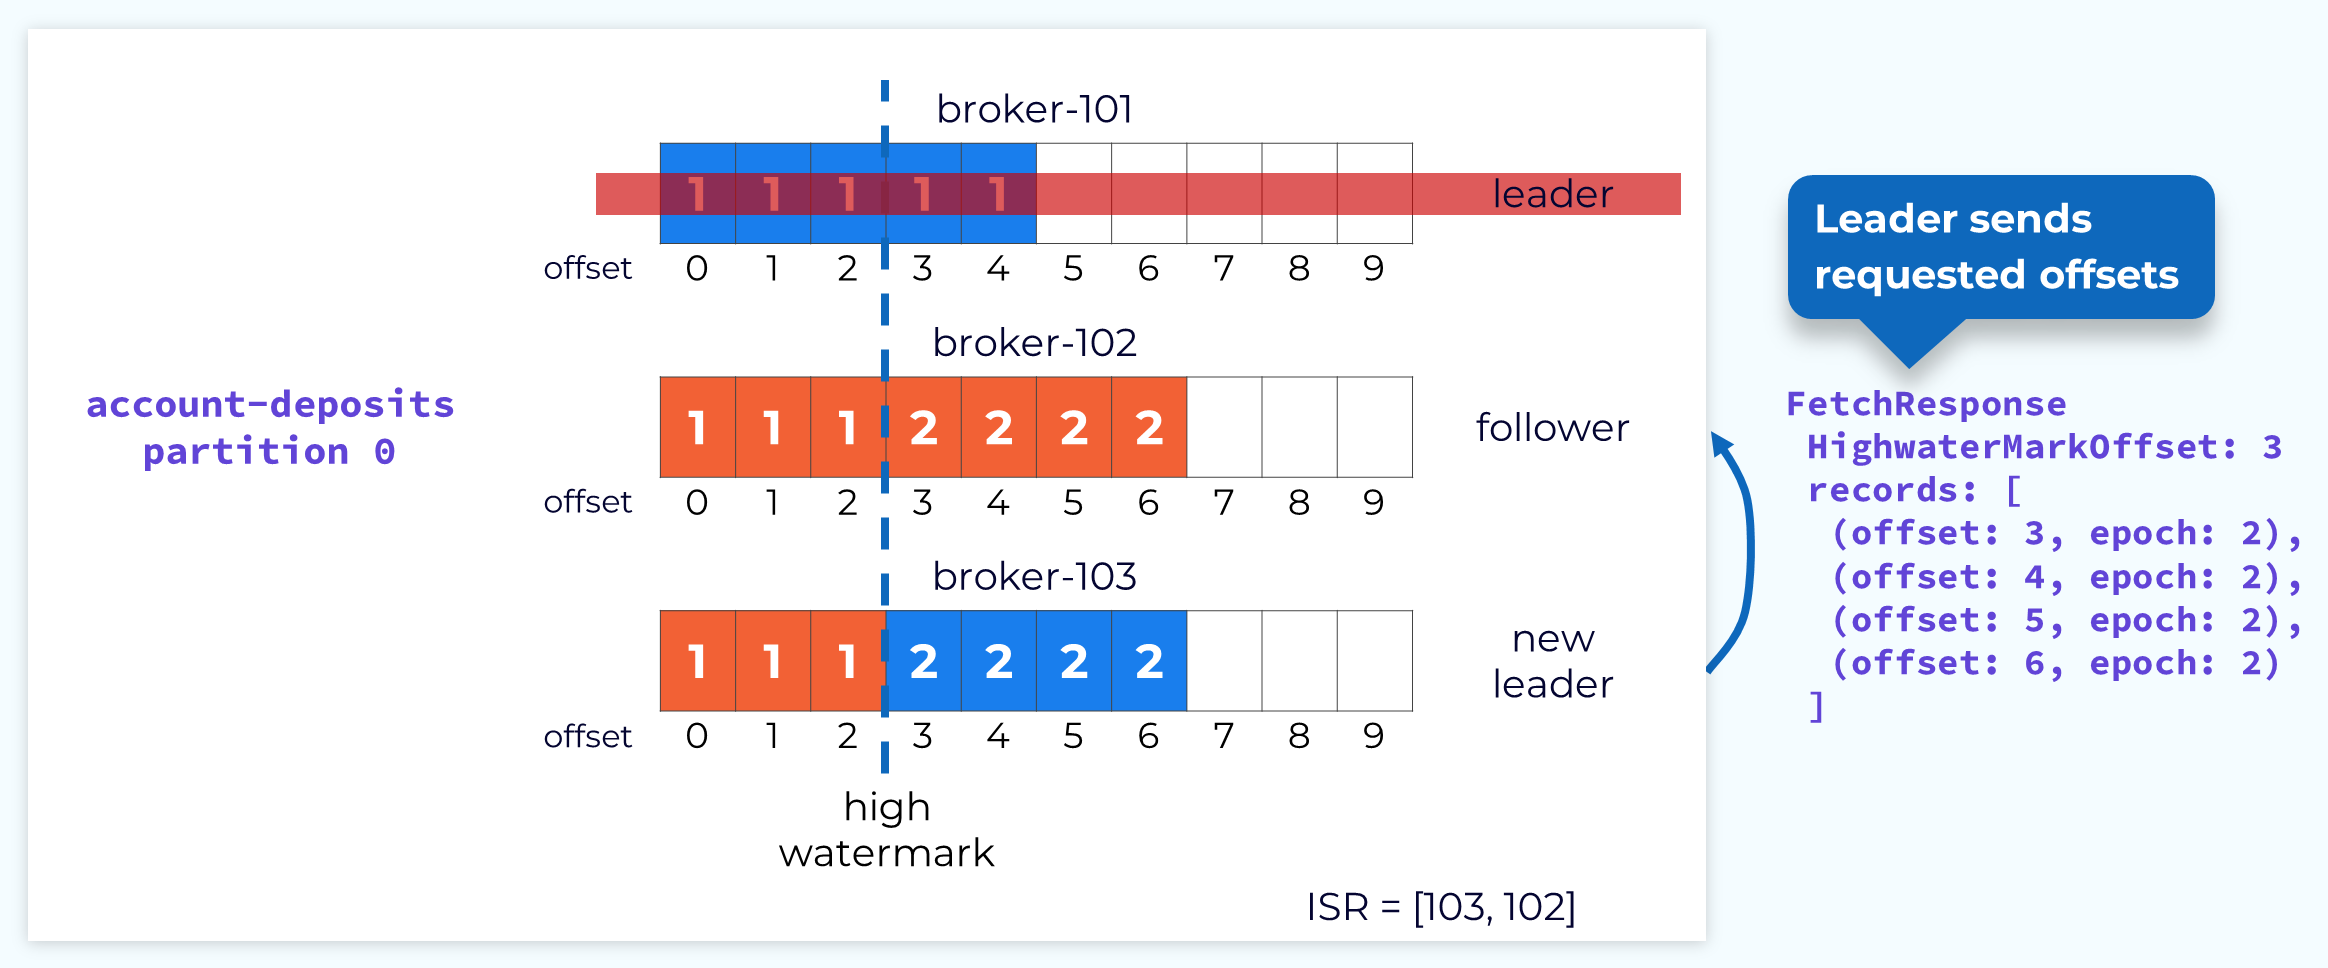 broker-101
1 1 1 1 1
leader
offset 0 1 2 3 4 5 6 7 8 9
broker-102
account-deposits
partition 0
1 1 1 2 2 2 2
follower
offset 0 1 2 3 4 5 6 7 8 9
broker-103
1 1 1 2 2 2 2
new
leader
offset 0 1 2 3 4 5 6 7 8 9
high
watermark
ISR = [103, 102]
Leader sends
requested offsets
FetchResponse
HighwaterMarkOffset: 3
records: [
(offset: 3, epoch: 2),
(offset: 4, epoch: 2),
(offset: 5, epoch: 2),
(offset: 6, epoch: 2)
]